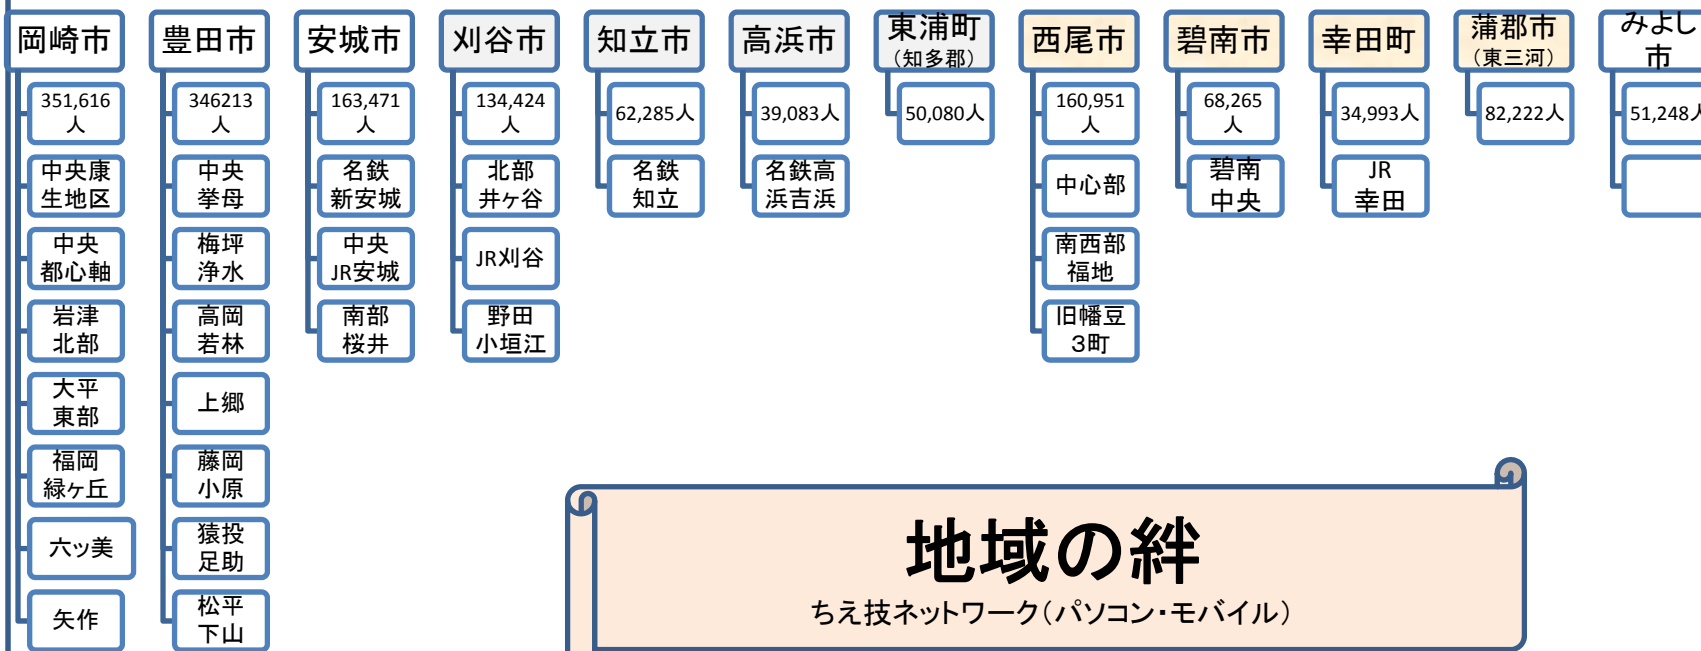 岡崎市
351,616
人
中央康
生地区
中央
都心軸
岩津
北部
大平
東部
福岡
緑ヶ丘
六ッ美
矢作
豊田市
346213
人
中央
挙母
梅坪
浄水
高岡
若林
上郷
藤岡
小原
猿投
足助
松平
下山
安城市
163,471
人
名鉄
新安城
中央
JR安城
南部
桜井
刈谷市
134,424
人
北部
井ヶ谷
JR刈谷
野田
小垣江
知立市
62,285人
名鉄
知立
高浜市
39,083人
名鉄高
浜吉浜
東浦町
（知多郡）
50,080人
西尾市
160,951
人
中心部
南西部
福地
旧幡豆
３町
碧南市
68,265
人
碧南
中央
幸田町
34,993人
JR
幸田
蒲郡市
（東三河）
82,222人
みよし
市
51,248人
地域の絆
ちえ技ネットワーク（パソコン・モバイル）